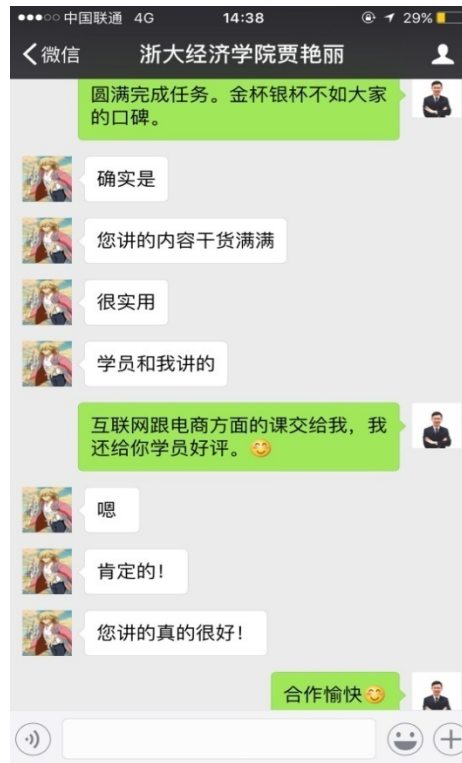 中国联通 4G 14:38 29%
微信 浙大经济学院贾艳丽
圆满完成任务。金杯银杯不如大家
的口碑。
确实是
您讲的内容干货满满
很实用
学员和我讲的
互联网跟电商方面的课交给我，我
还给你学员好评。
嗯
肯定的！
您讲的真的很好！
合作愉快